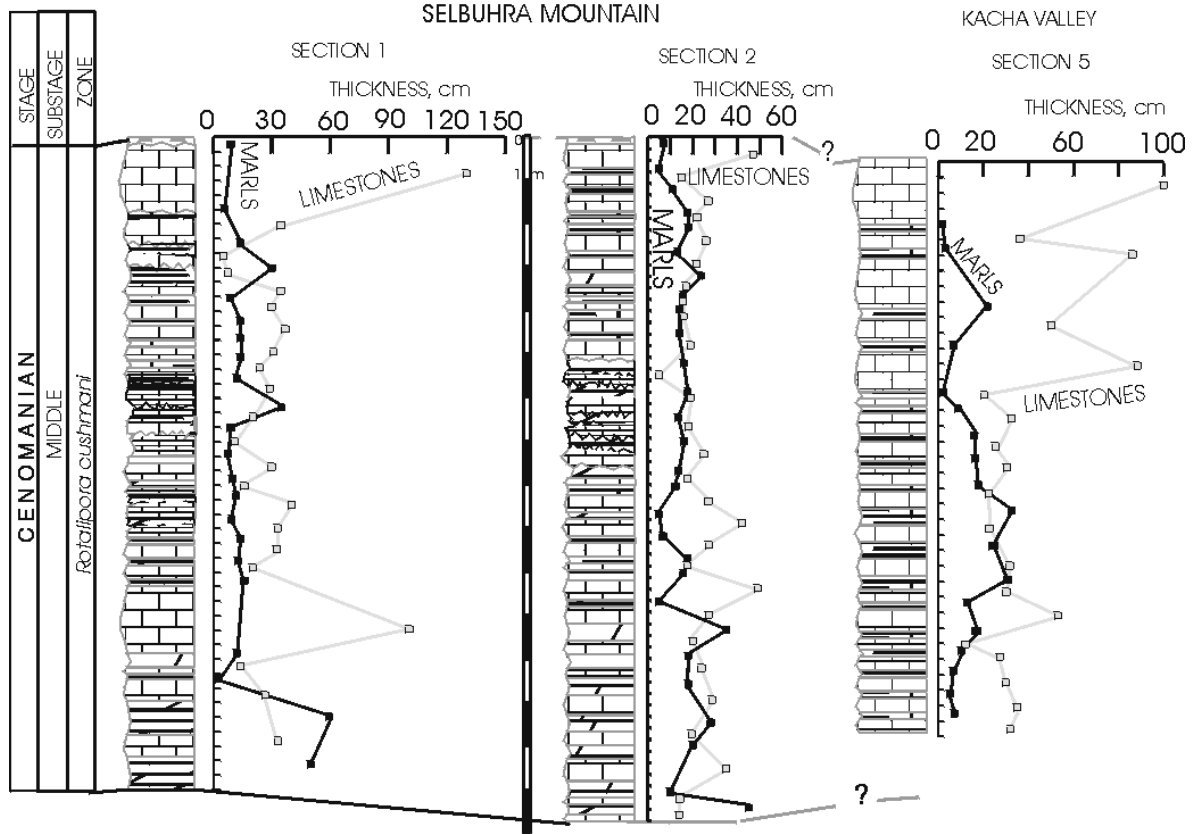 SELBUHRA MOUNTAIN
KACHA VALLEY
SECTION 1
SECTION 2
SECTION 5
STAGE
SUBSTAGE
ZONE
THICKNESS, cm
THICKNESS, cm
THICKNESS, cm
0 30 60 90 120 150
0 20 40 60
0 20 60 100
CENOMANIAN
MIDDLE
Rotalipora cushmani
MARLS
LIMESTONES
0
1 m
MARLS
LIMESTONES
?
MARLS
LIMESTONES
?